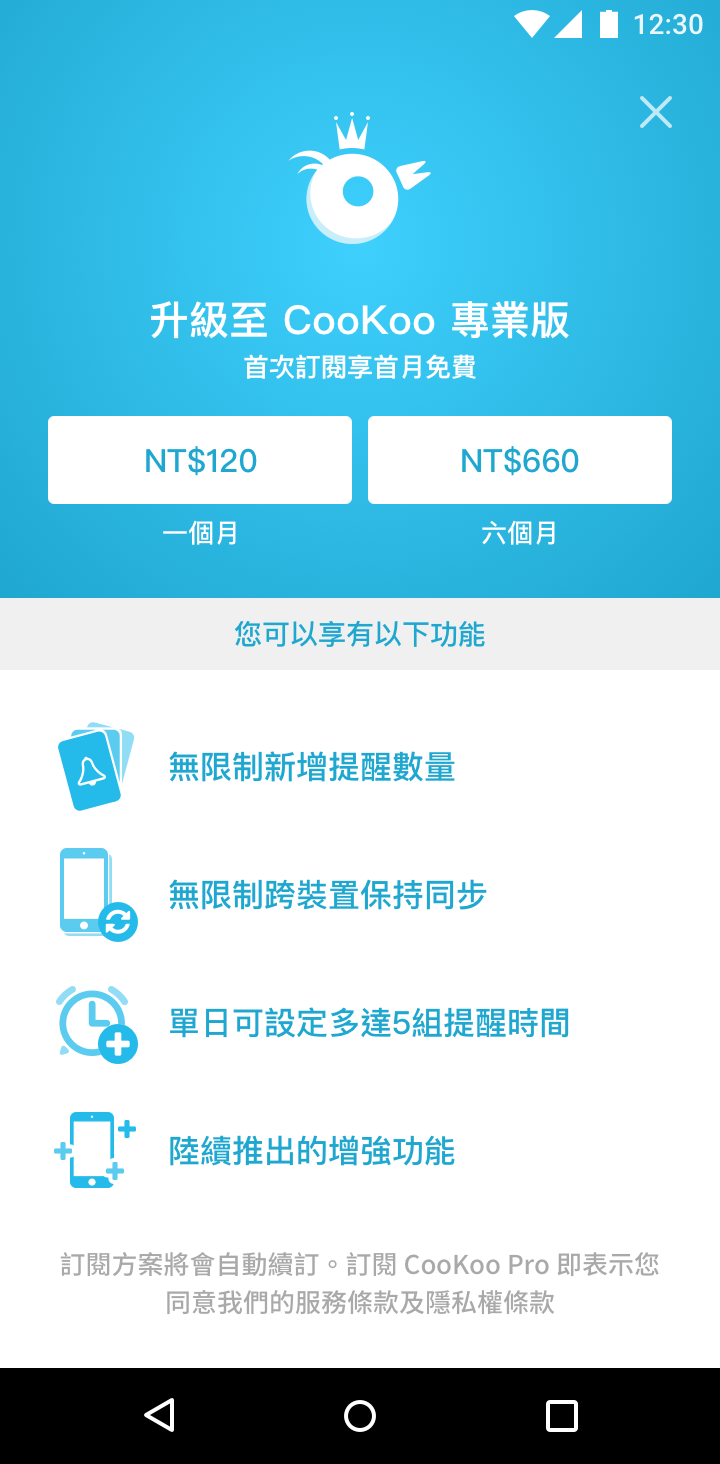 12:30
升級至 CooKoo 專業版
首次訂閱享首月免費
NT$120
NT$660
一個月
六個月
您可以享有以下功能
無限制新增提醒數量
無限制跨裝置保持同步
單日可設定多達5組提醒時間
陸續推出的增強功能
訂閱方案將會自動續訂。訂閱 CooKoo Pro 即表示您
同意我們的服務條款及隱私權條款